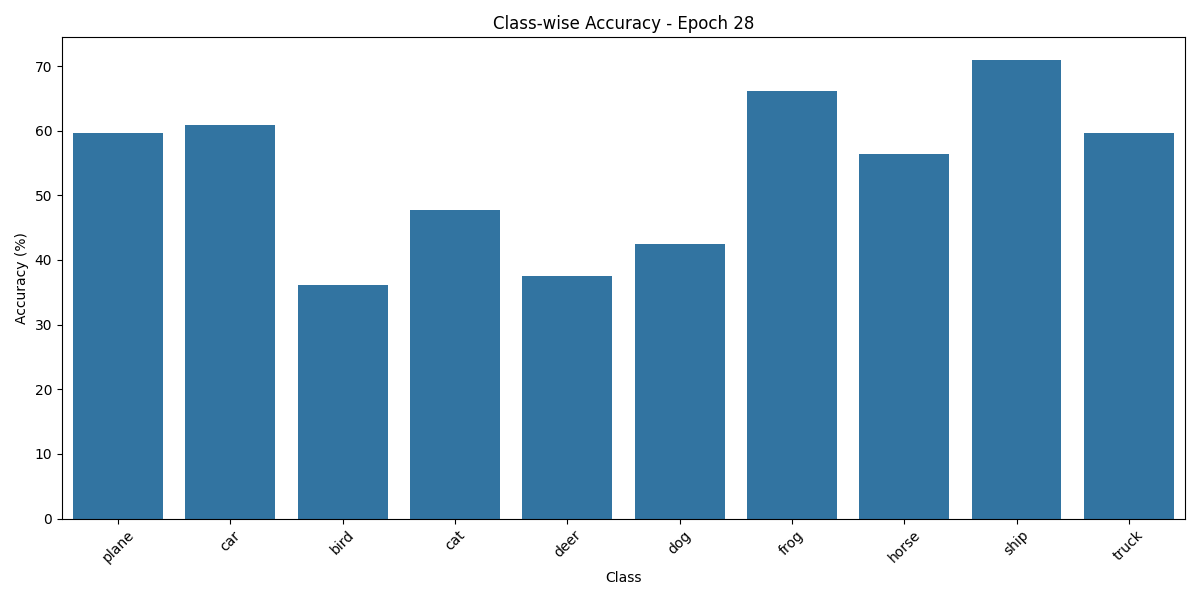 Class-wise Accuracy - Epoch 28
Accuracy (%)
70
60
50
40
30
20
10
0
plane
car
bird
cat
deer
dog
frog
horse
ship
truck
Class